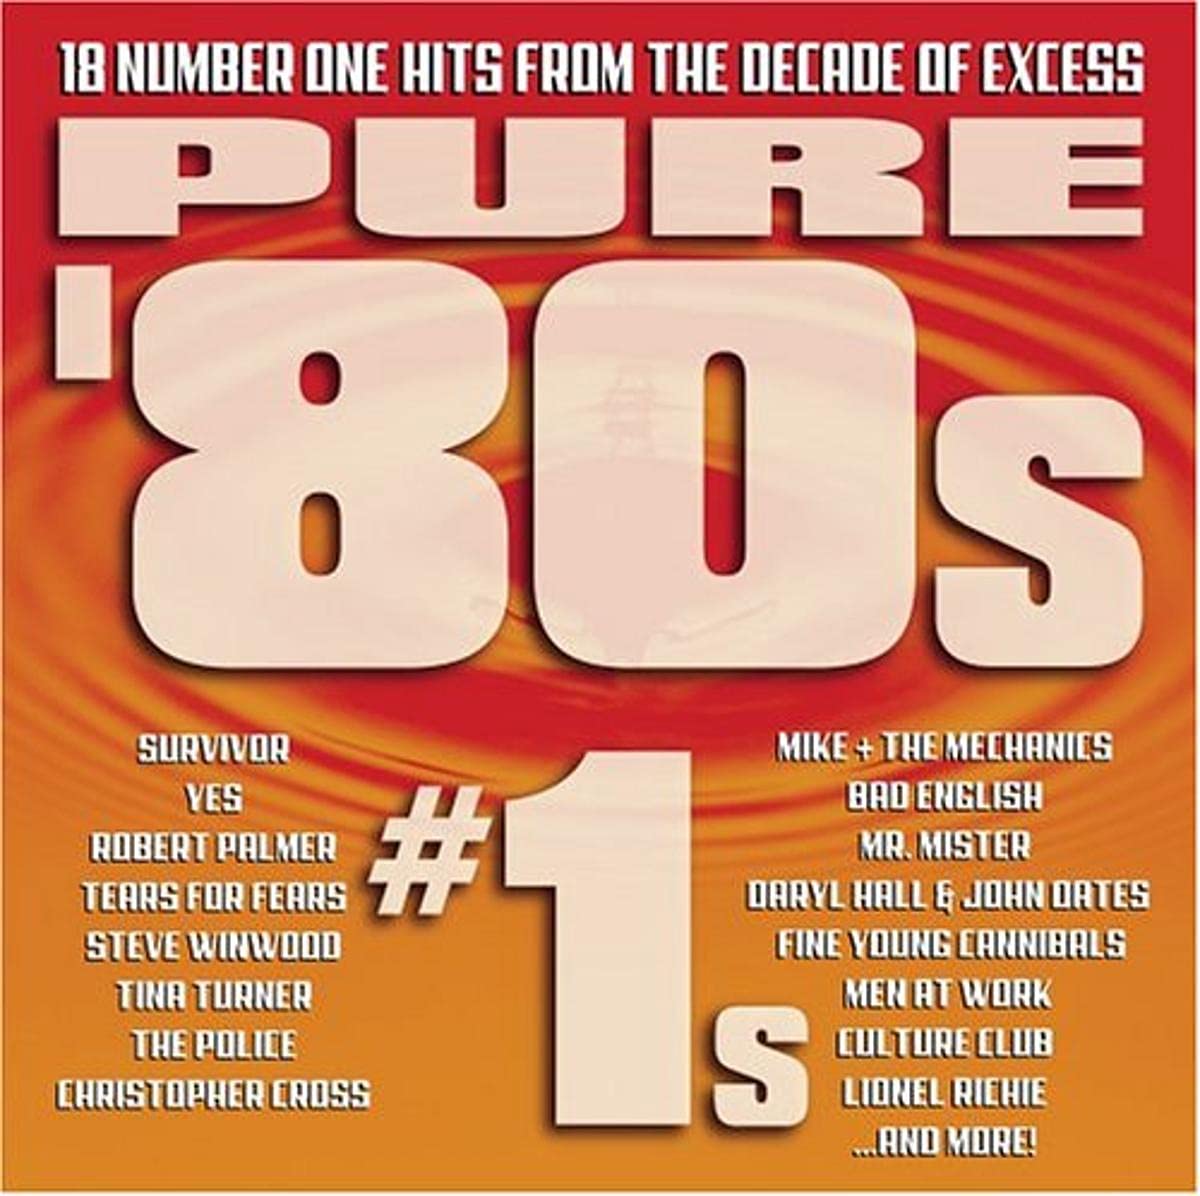 18 NUMBER ONE HITS FROM THE DECADE OF EXCESS
PURE
'80s
#1s
SURVIVOR
YES
ROBERT PALMER
TEARS FOR FEARS
STEVE WINWOOD
TINA TURNER
THE POLICE
CHRISTOPHER CROSS
MIKE + THE MECHANICS
BAD ENGLISH
MR. MISTER
DARYL HALL & JOHN OATES
FINE YOUNG CANNIBALS
MEN AT WORK
CULTURE CLUB
LIONEL RICHIE
...AND MORE!